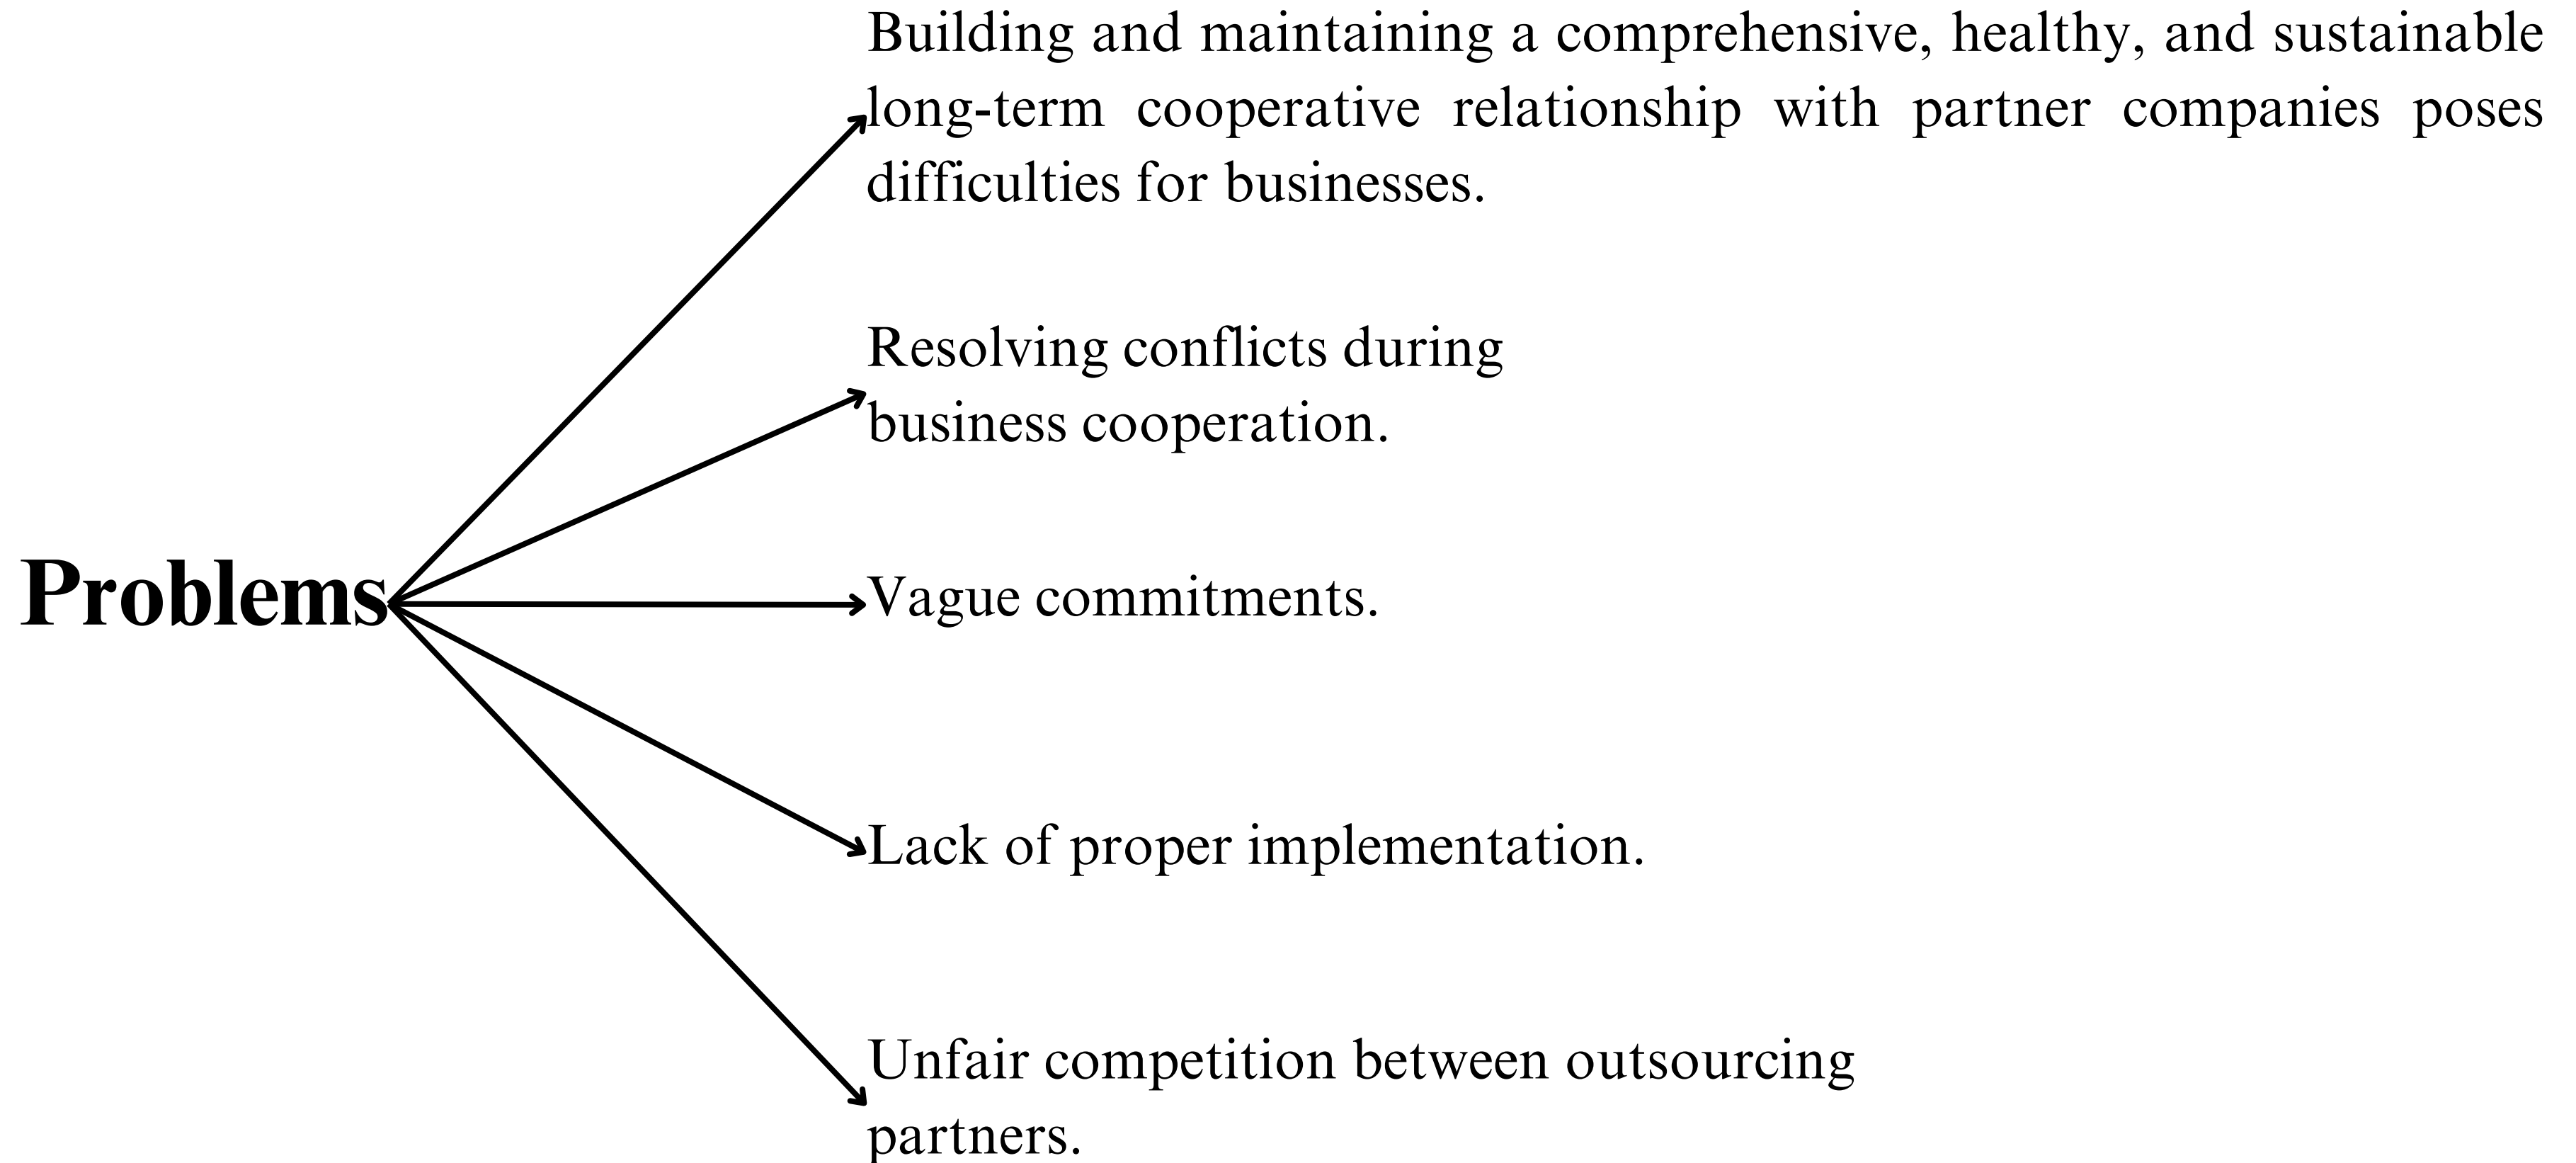 Building and maintaining a comprehensive, healthy, and sustainable
long-term cooperative relationship with partner companies poses
difficulties for businesses.
Resolving conflicts during
business cooperation.
Problems
Vague commitments.
Lack of proper implementation.
Unfair competition between outsourcing
partners.